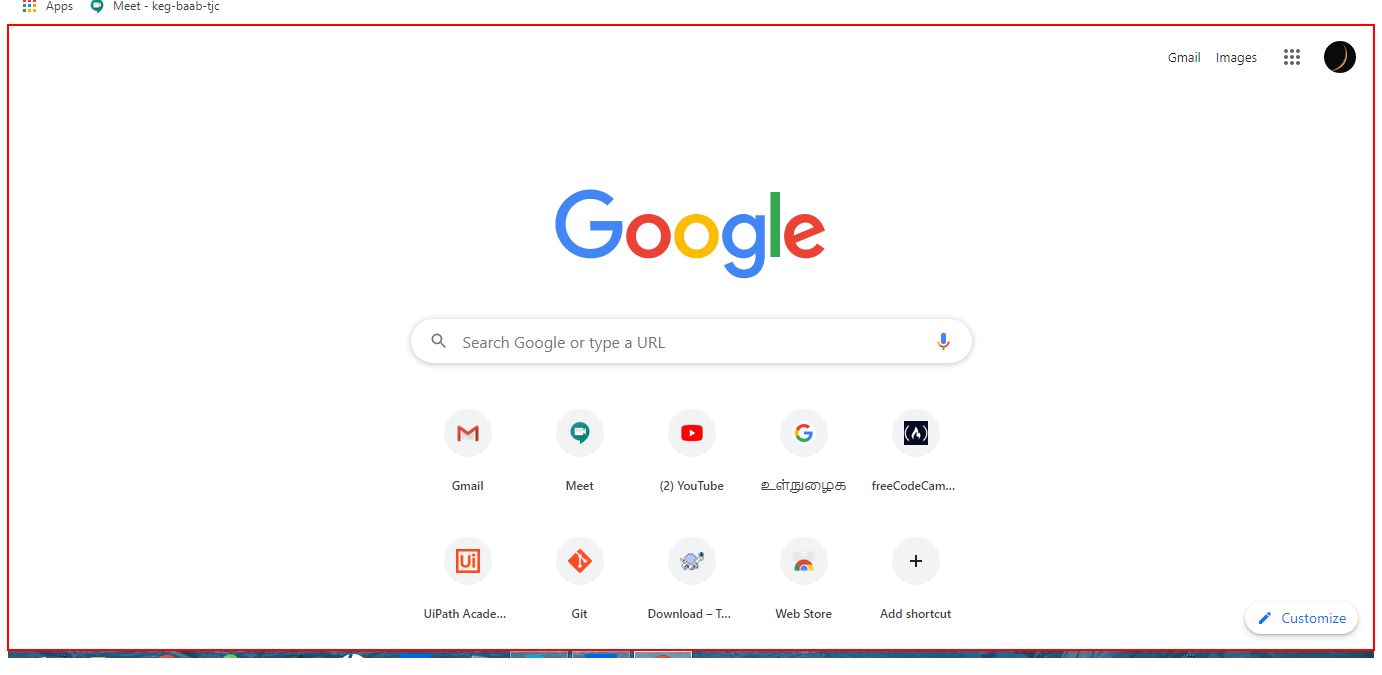 Apps Meet - keg-baab-tjc
Gmail Images
Google
Search Google or type a URL
Gmail Meet (2) YouTube உள்நுழைக freeCodeCam...
Ui
UiPath Acade... Git Download – T... Web Store Add shortcut
Customize